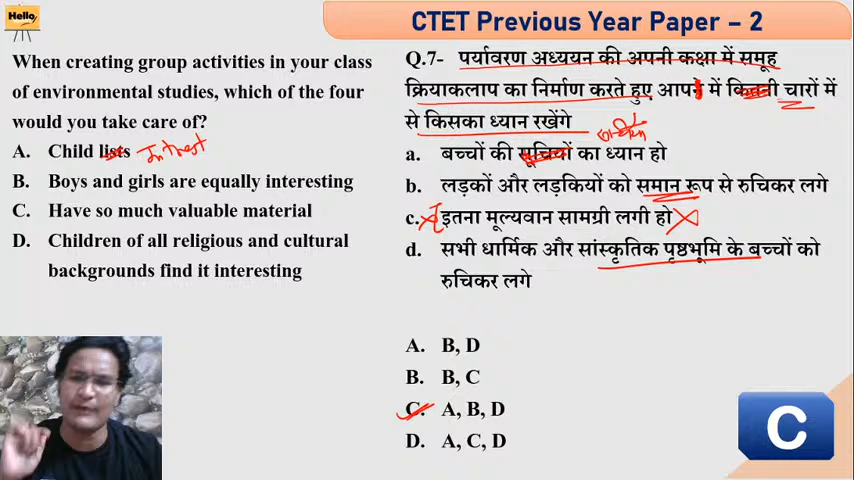 Hello
CTET Previous Year Paper – 2
When creating group activities in your class
of environmental studies, which of the four
would you take care of?
A. Child lists Intrest
B. Boys and girls are equally interesting
C. Have so much valuable material
D. Children of all religious and cultural
backgrounds find it interesting
Q.7- पर्यावरण अध्ययन की अपनी कक्षा में समूह
क्रियाकलाप का निर्माण करते हुए आप में चारों में
से किसका ध्यान रखेंगे
a. बच्चों की सूचियों का ध्यान हो
b. लड़कों और लड़कियों को समान रूप से रुचिकर लगे
c. इतना मूल्यवान सामग्री लगी हो
d. सभी धार्मिक और सांस्कृतिक पृष्ठभूमि के बच्चों को
रुचिकर लगे
A. B, D
B. B, C
C. A, B, D
D. A, C, D
C